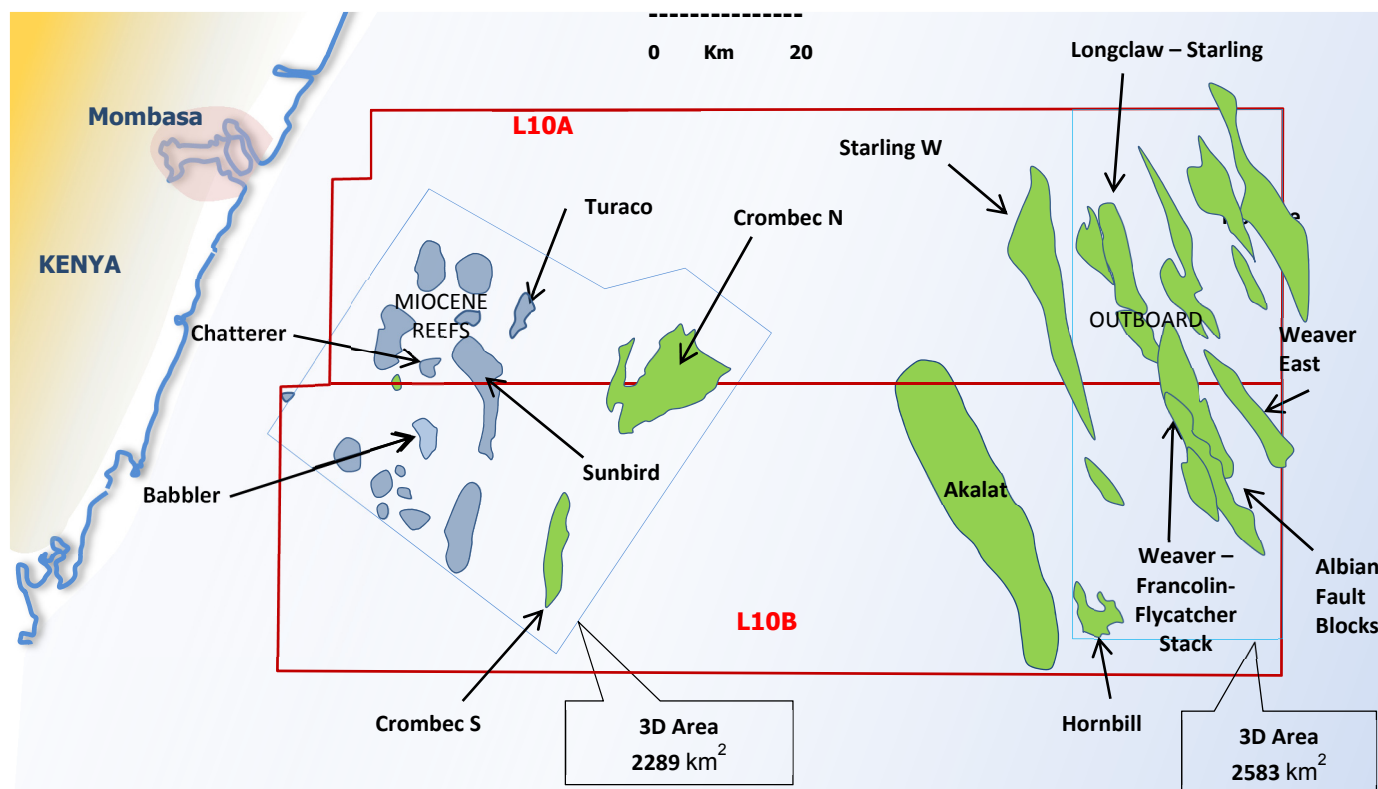 0 Km 20
Longclaw – Starling
Mombasa
L10A
Starling W
Turaco
Crombec N
KENYA
MIOCENE
REEFS
OUTBOARD
Chatterer
Weaver
East
Sunbird
Babbler
Akalat
Weaver –
Francolin-
Flycatcher
Stack
Albian
Fault
Blocks
L10B
Crombec S
Hornbill
3D Area
2289 km²
3D Area
2583 km²